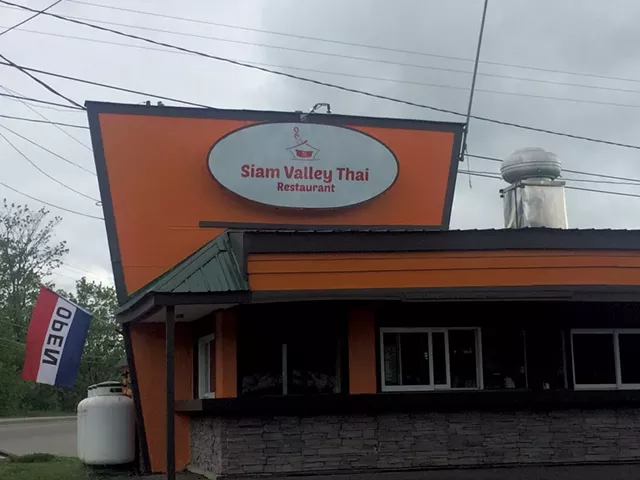 Siam Valley Thai
Restaurant
OPEN